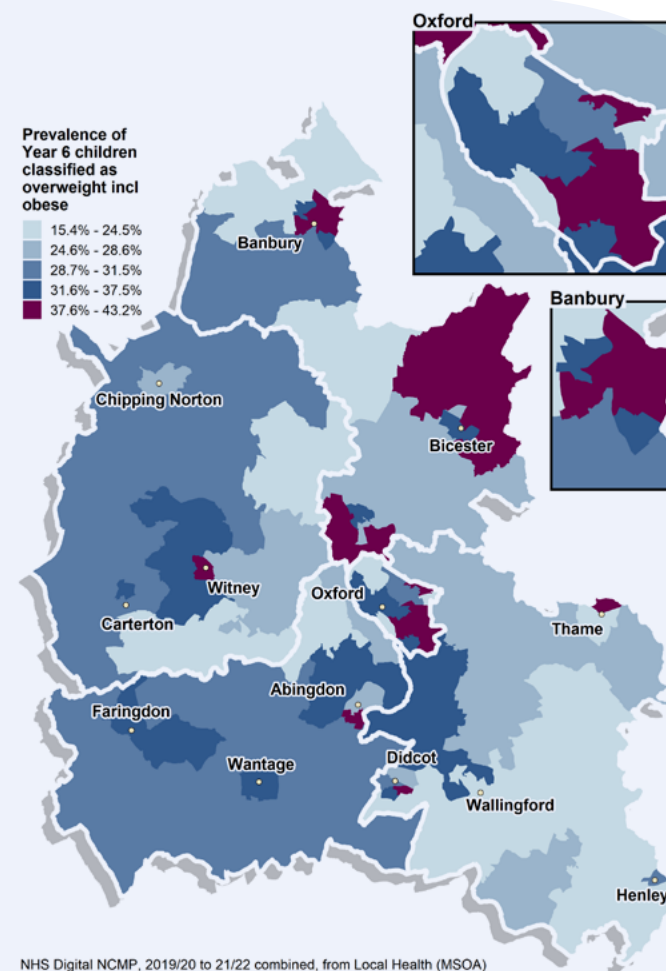 Oxford
Prevalence of
Year 6 children
classified as
overweight incl
obese
15.4% - 24.5%
24.6% - 28.6%
28.7% - 31.5%
31.6% - 37.5%
37.6% - 43.2%
Banbury
Banbury
Chipping Norton
Bicester
Witney
Oxford
Carterton
Thame
Abingdon
Faringdon
Didcot
Wantage
Wallingford
Henley
NHS Digital NCMP, 2019/20 to 21/22 combined, from Local Health (MSOA)